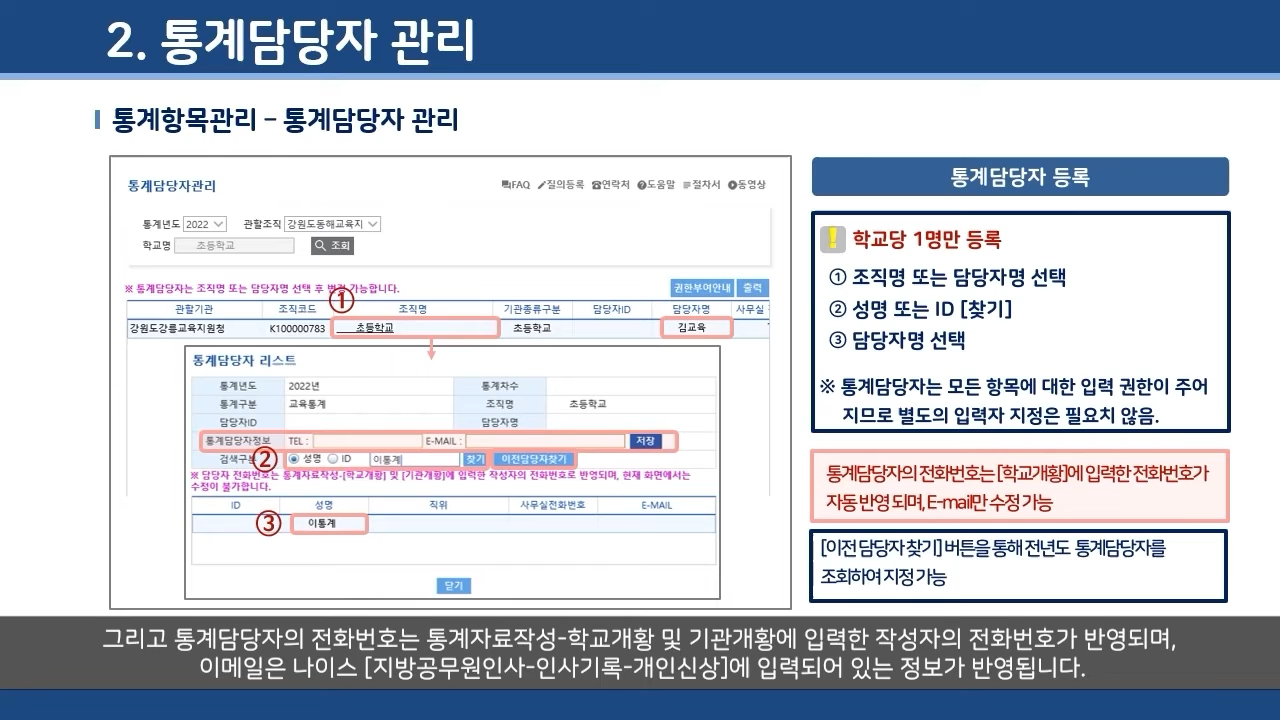 2. 통계담당자 관리
통계항목관리 – 통계담당자 관리
통계담당자관리
FAQ 질의등록 연락처 도움말 절차서 동영상
통계년도 2022 관할조직 강원도동해교육지
학교명 초등학교 조회
※ 통계담당자는 조직명 또는 담당자명 선택 후 변 가능합니다.
권한부여안내 출력
관할기관 조직코드 조직명 기관종류구분 담당자ID 담당자명 사무실
강원도강릉교육지원청 K100000783 초등학교 초등학교 김교육
①
통계담당자 리스트
통계년도 2022년 통계차수
통계구분 교육통계 조직명 초등학교
담당자ID 담당자명
통계담당자정보 TEL : E-MAIL : 저장
검색구분 성명 ID 이통계 찾기 이전담당자찾기
②
※ 담당자 전화번호는 통계자료작성-[학교개황] 및 [기관개황]에 입력한 작성자의 전화번호로 반영되며, 현재 화면에서는
수정이 불가합니다.
ID 성명 직위 사무실전화번호 E-MAIL
③ 이통계
닫기
통계담당자 등록
! 학교당 1명만 등록
① 조직명 또는 담당자명 선택
② 성명 또는 ID [찾기]
③ 담당자명 선택
※ 통계담당자는 모든 항목에 대한 입력 권한이 주어
지므로 별도의 입력자 지정은 필요치 않음.
통계담당자의 전화번호는 [학교개황]에 입력한 전화번호가
자동 반영 되며, E-mail만 수정 가능
[이전 담당자 찾기] 버튼을 통해 전년도 통계담당자를
조회하여 지정 가능
그리고 통계담당자의 전화번호는 통계자료작성-학교개황 및 기관개황에 입력한 작성자의 전화번호가 반영되며,
이메일은 나이스 [지방공무원인사-인사기록-개인신상]에 입력되어 있는 정보가 반영됩니다.